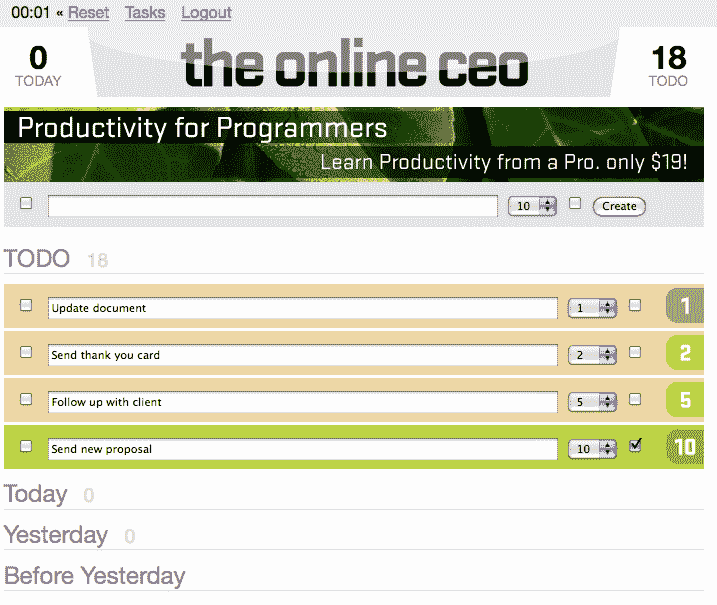 00:01 « Reset Tasks Logout
0
TODAY
the online ceo
18
TODO
Productivity for Programmers
Learn Productivity from a Pro. only $19!
10 Create
TODO 18
Update document 1 1
Send thank you card 2 2
Follow up with client 5 5
Send new proposal 10 10
Today 0
Yesterday 0
Before Yesterday